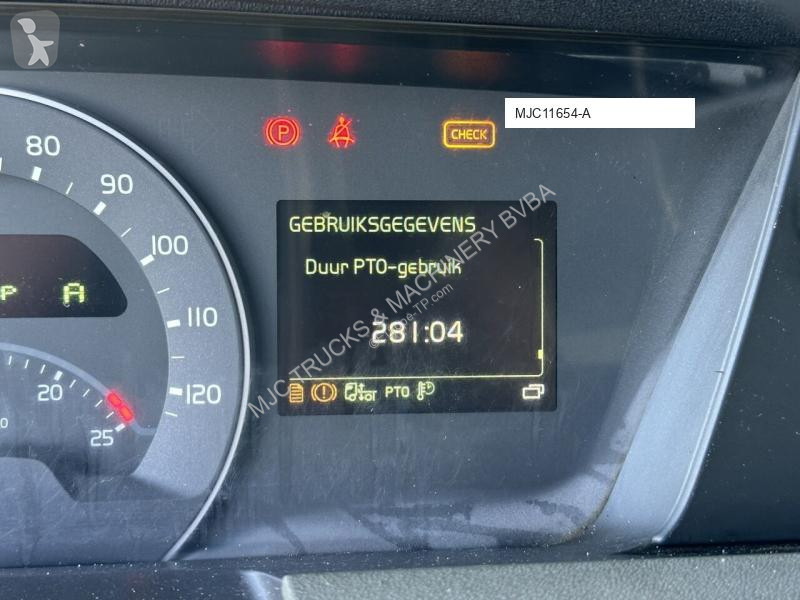 MJC11654-A
P
CHECK
80
90
100
110
120
P A
20
25
GEBRUIKSGEGEVENS
Duur PTO-gebruik
281:04
PTO
MJC TRUCKS & MACHINERY BVBA